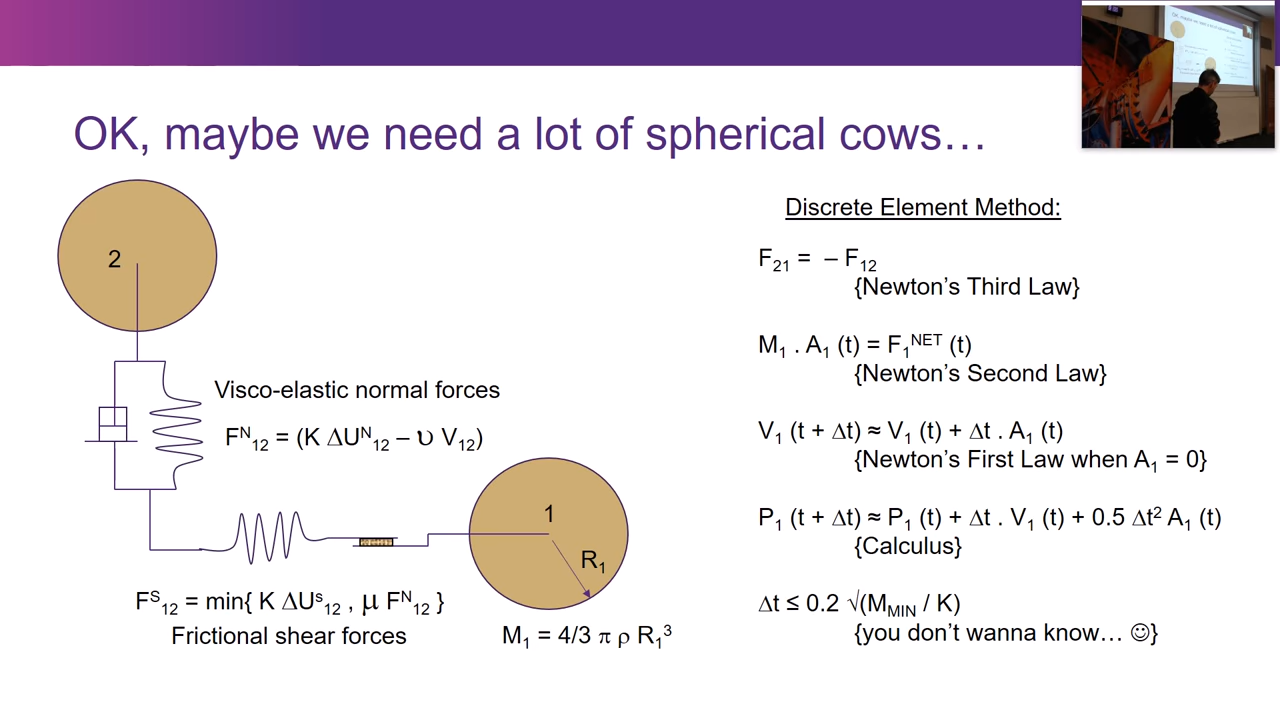 OK, maybe we need a lot of spherical cows…
2
Visco-elastic normal forces
Fᴺ₁₂ = (K ΔUᴺ₁₂ – υ V₁₂)
1
R₁
Fˢ₁₂ = min{ K ΔUˢ₁₂ , μ Fᴺ₁₂ }
Frictional shear forces
M₁ = 4/3 π ρ R₁³
Discrete Element Method:
F₂₁ = – F₁₂
{Newton’s Third Law}
M₁ . A₁ (t) = F₁ᴺᴱᵀ (t)
{Newton’s Second Law}
V₁ (t + Δt) ≈ V₁ (t) + Δt . A₁ (t)
{Newton’s First Law when A₁ = 0}
P₁ (t + Δt) ≈ P₁ (t) + Δt . V₁ (t) + 0.5 Δt² A₁ (t)
{Calculus}
Δt ≤ 0.2 √(M_MIN / K)
{you don’t wanna know… ☺}